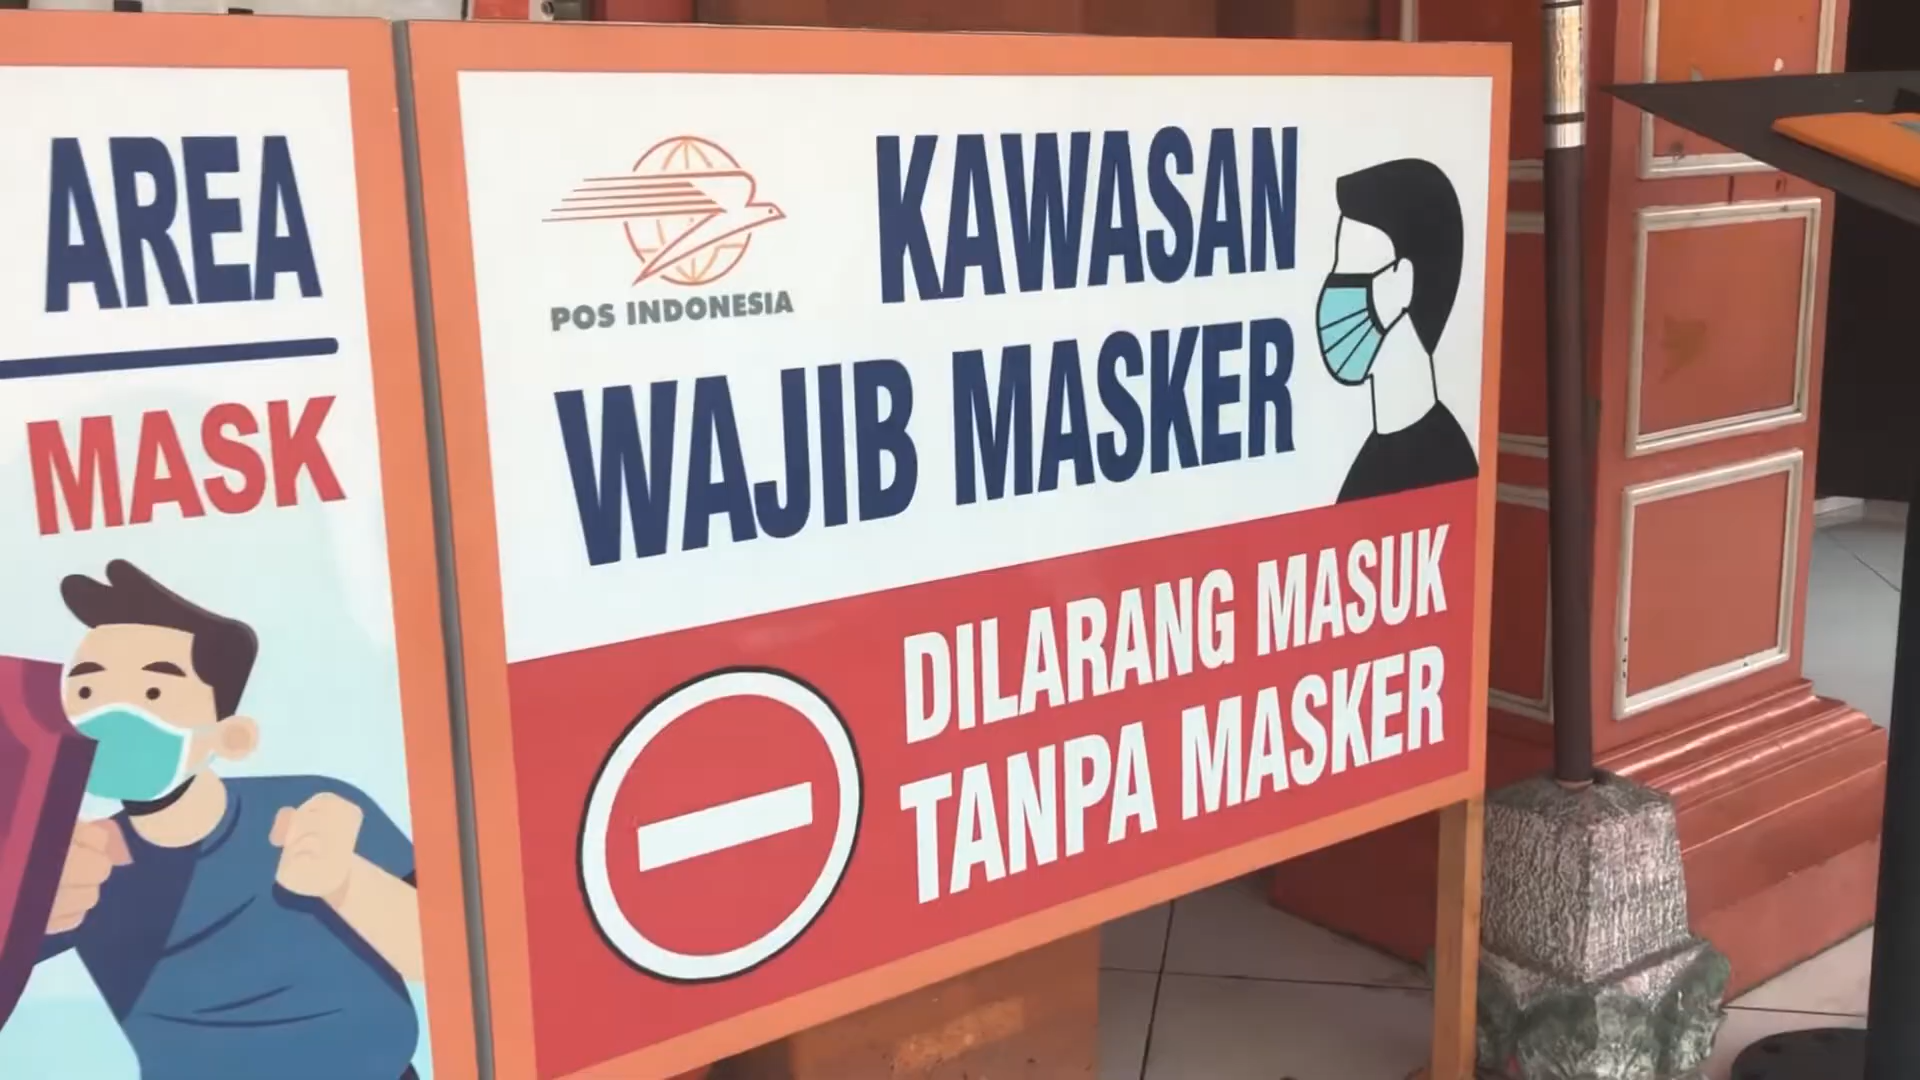 AREA
MASK
POS INDONESIA
KAWASAN
WAJIB MASKER
DILARANG MASUK
TANPA MASKER